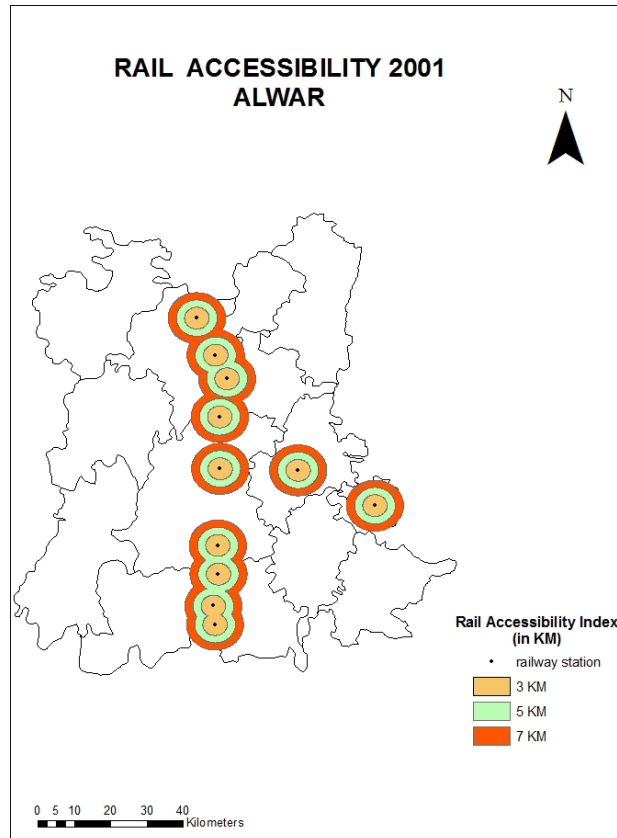 RAIL ACCESSIBILITY 2001
ALWAR
N
Rail Accessibility Index
(in KM)
railway station
3 KM
5 KM
7 KM
0 5 10 20 30 40
Kilometers